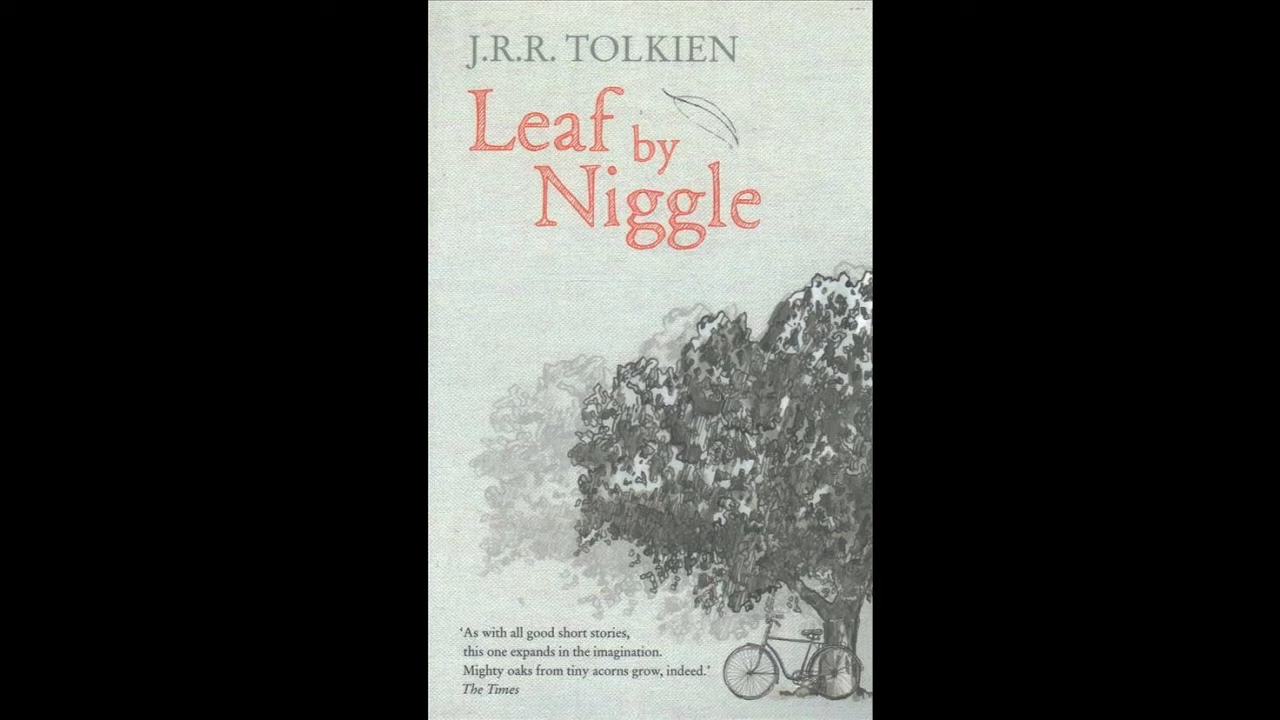 J.R.R. TOLKIEN
Leaf by
Niggle
‘As with all good short stories,
this one expands in the imagination.
Mighty oaks from tiny acorns grow, indeed.’
The Times